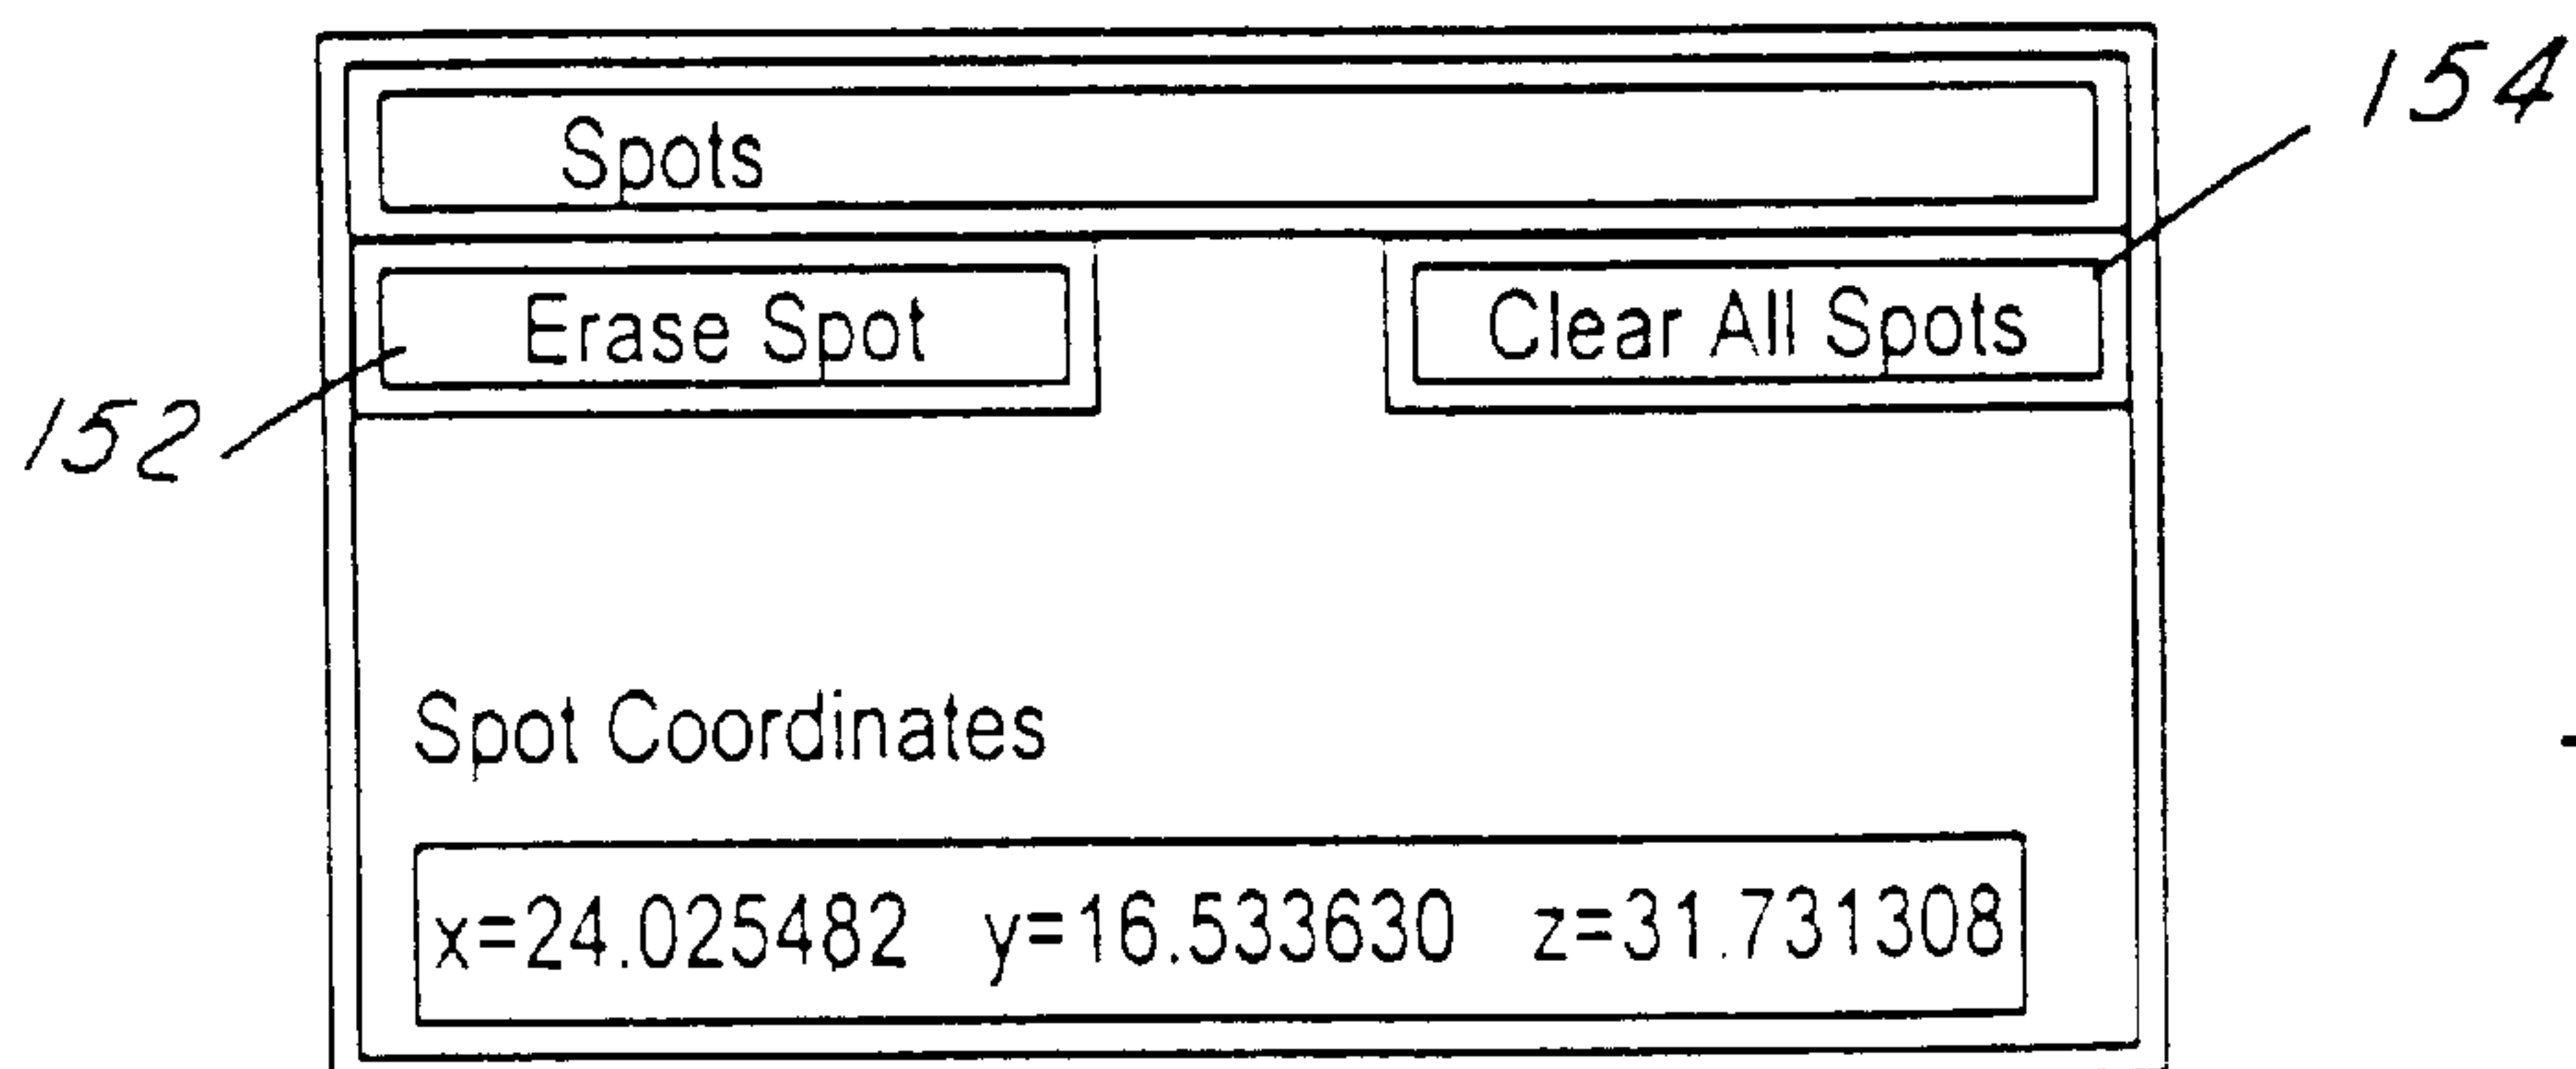 154
Spots
Erase Spot Clear All Spots
152
Spot Coordinates
x=24.025482 y=16.533630 z=31.731308